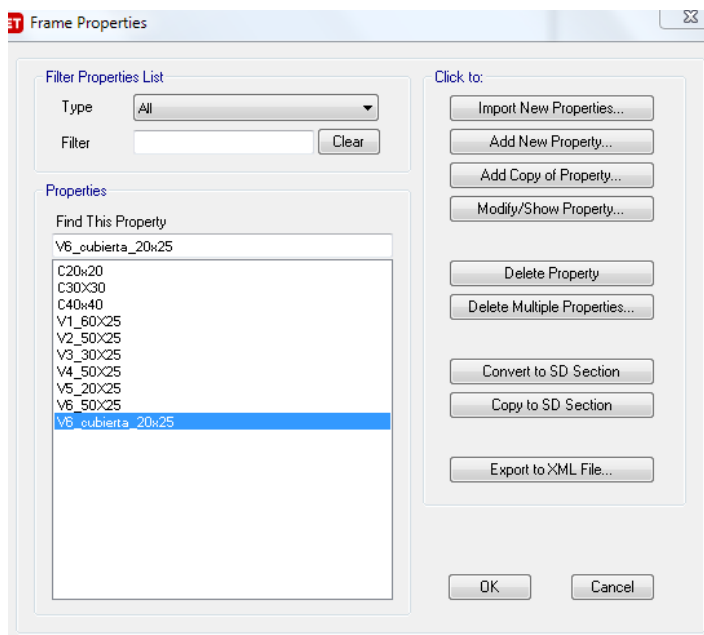 ET Frame Properties
Filter Properties List
Type All
Filter Clear
Properties
Find This Property
V6_cubierta_20x25
C20x20
C30X30
C40x40
V1_60X25
V2_50X25
V3_30X25
V4_50X25
V5_20X25
V6_50X25
V6_cubierta_20x25
Click to:
Import New Properties...
Add New Property...
Add Copy of Property...
Modify/Show Property...
Delete Property
Delete Multiple Properties...
Convert to SD Section
Copy to SD Section
Export to XML File...
OK Cancel